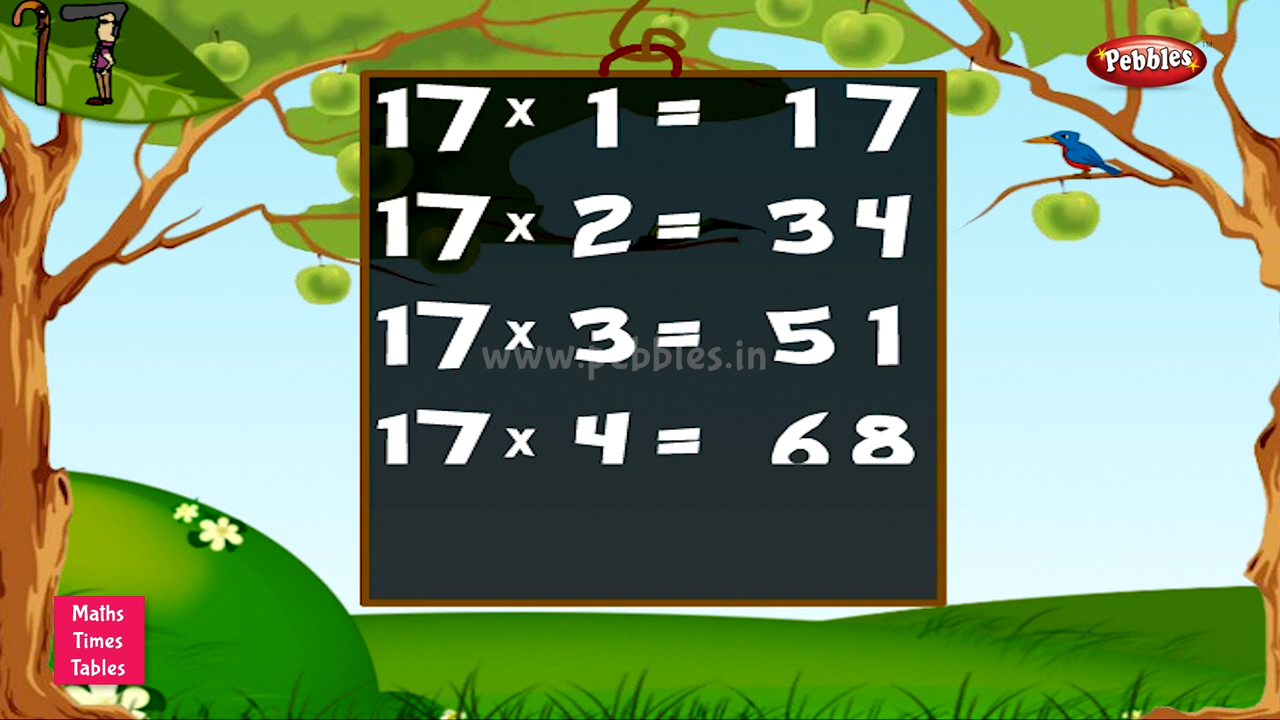 17
Pebbles™
17 x 1 = 17
17 x 2 = 34
17 x 3 = 51
www.pebbles.in
17 x 4 = 68
Maths
Times
Tables